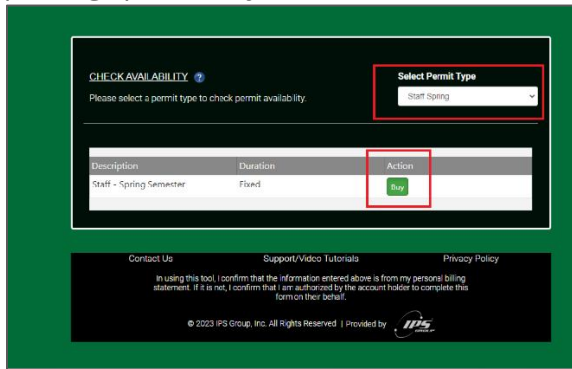 CHECK AVAILABILITY ?
Select Permit Type
Please select a permit type to check permit availability.
Staff Spring
Description Duration Action
Staff - Spring Semester Fixed Buy
Contact Us Support/Video Tutorials Privacy Policy
In using this tool, I confirm that the information entered above is from my personal billing
statement. If it is not, I confirm that I am authorized by the account holder to complete this
form on their behalf.
© 2023 IPS Group, Inc. All Rights Reserved | Provided by IPS
GROUP